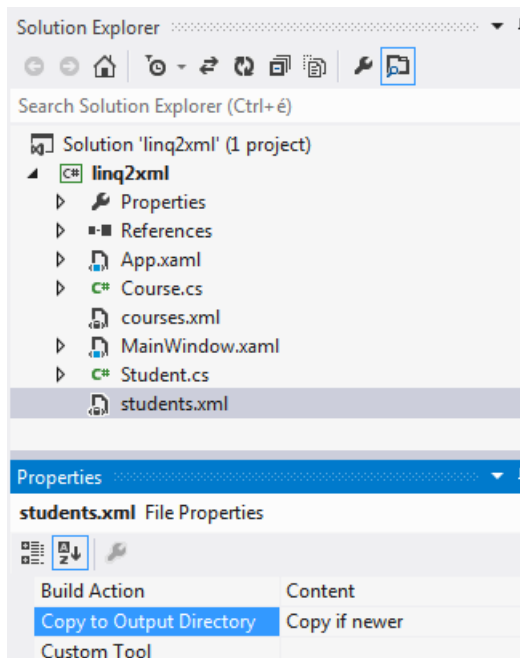 Solution Explorer
Search Solution Explorer (Ctrl+é)
Solution 'linq2xml' (1 project)
C# linq2xml
Properties
References
App.xaml
C# Course.cs
courses.xml
MainWindow.xaml
C# Student.cs
students.xml
Properties
students.xml File Properties
Build Action Content
Copy to Output Directory Copy if newer
Custom Tool